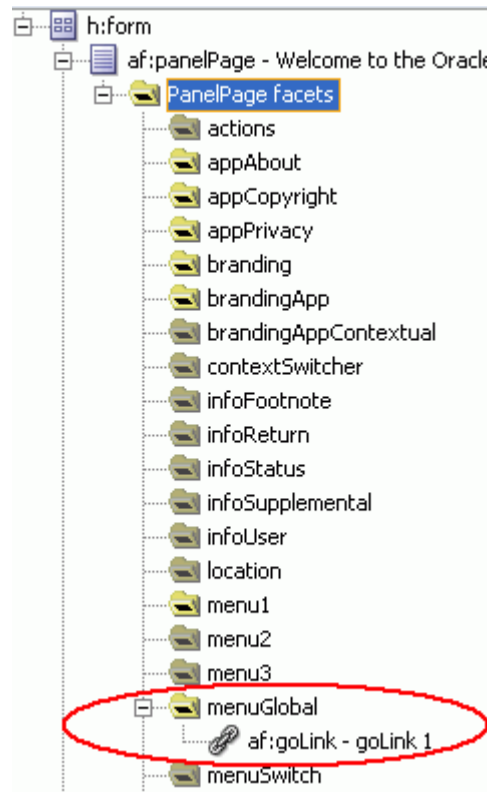 h:form
af:panelPage - Welcome to the Oracle
PanelPage facets
actions
appAbout
appCopyright
appPrivacy
branding
brandingApp
brandingAppContextual
contextSwitcher
infoFootnote
infoReturn
infoStatus
infoSupplemental
infoUser
location
menu1
menu2
menu3
menuGlobal
af:goLink - goLink 1
menuSwitch